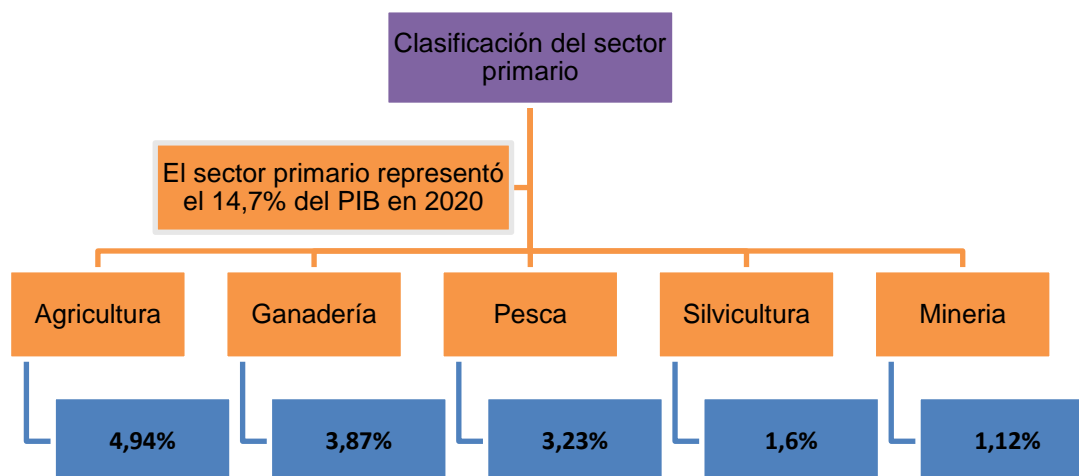 Clasificación del sector
primario
El sector primario representó
el 14,7% del PIB en 2020
Agricultura
Ganadería
Pesca
Silvicultura
Mineria
4,94%
3,87%
3,23%
1,6%
1,12%